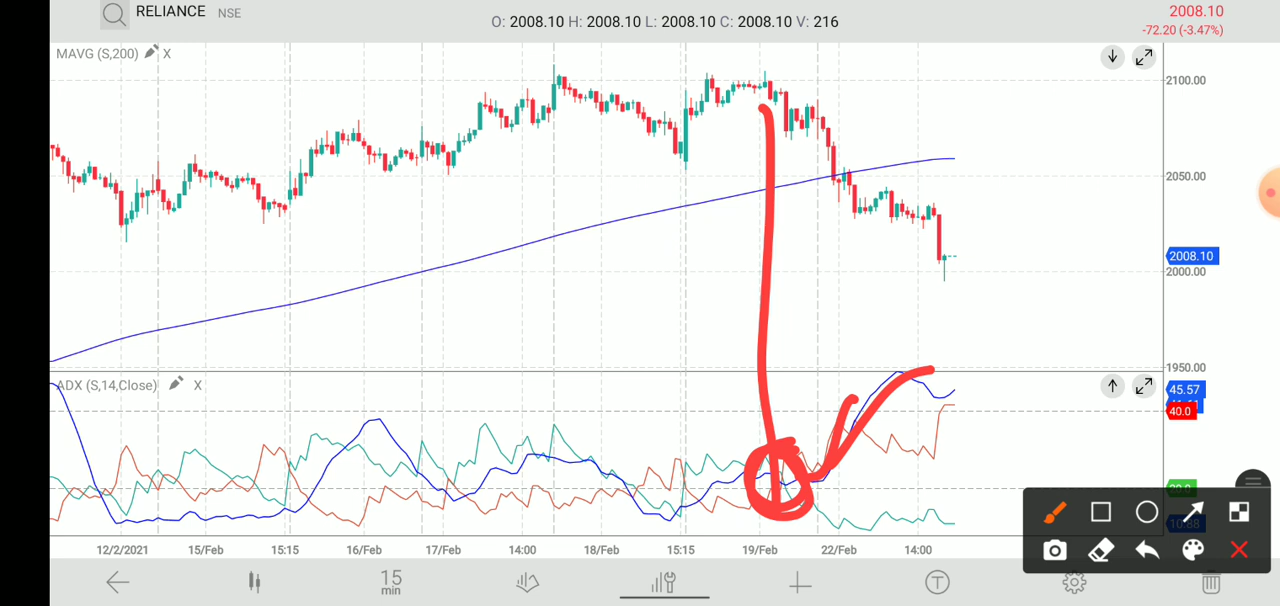 RELIANCE NSE
O: 2008.10 H: 2008.10 L: 2008.10 C: 2008.10 V: 216
2008.10
-72.20 (-3.47%)
MAVG (S,200) X
2100.00
2050.00
2008.10
2000.00
1950.00
ADX (S,14,Close) X
45.57
40.0
10.88
12/2/2021 15/Feb 15:15 16/Feb 17/Feb 14:00 18/Feb 15:15 19/Feb 22/Feb 14:00
15
min
T